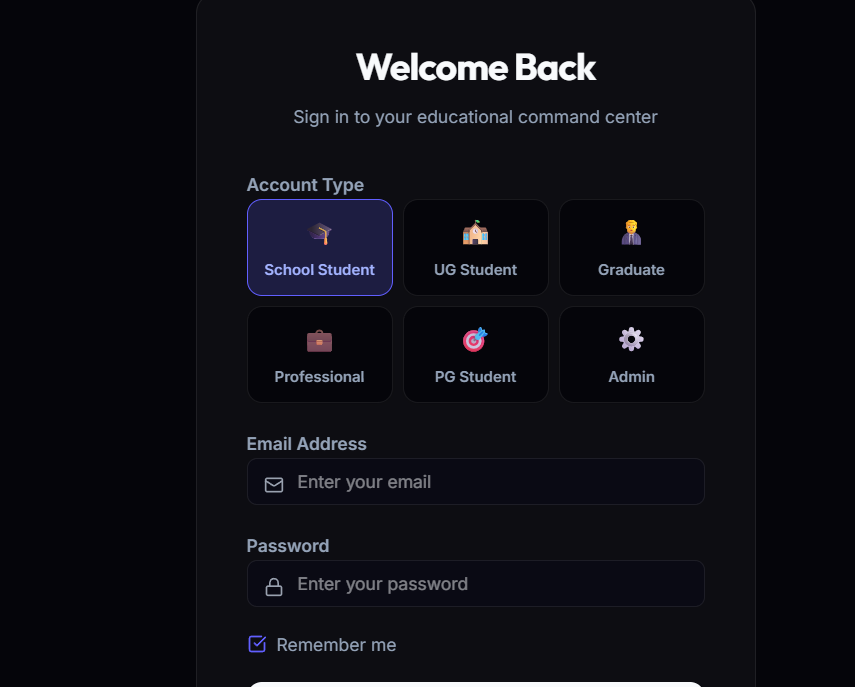 Welcome Back
Sign in to your educational command center
Account Type
School Student
UG Student
Graduate
Professional
PG Student
Admin
Email Address
Enter your email
Password
Enter your password
Remember me